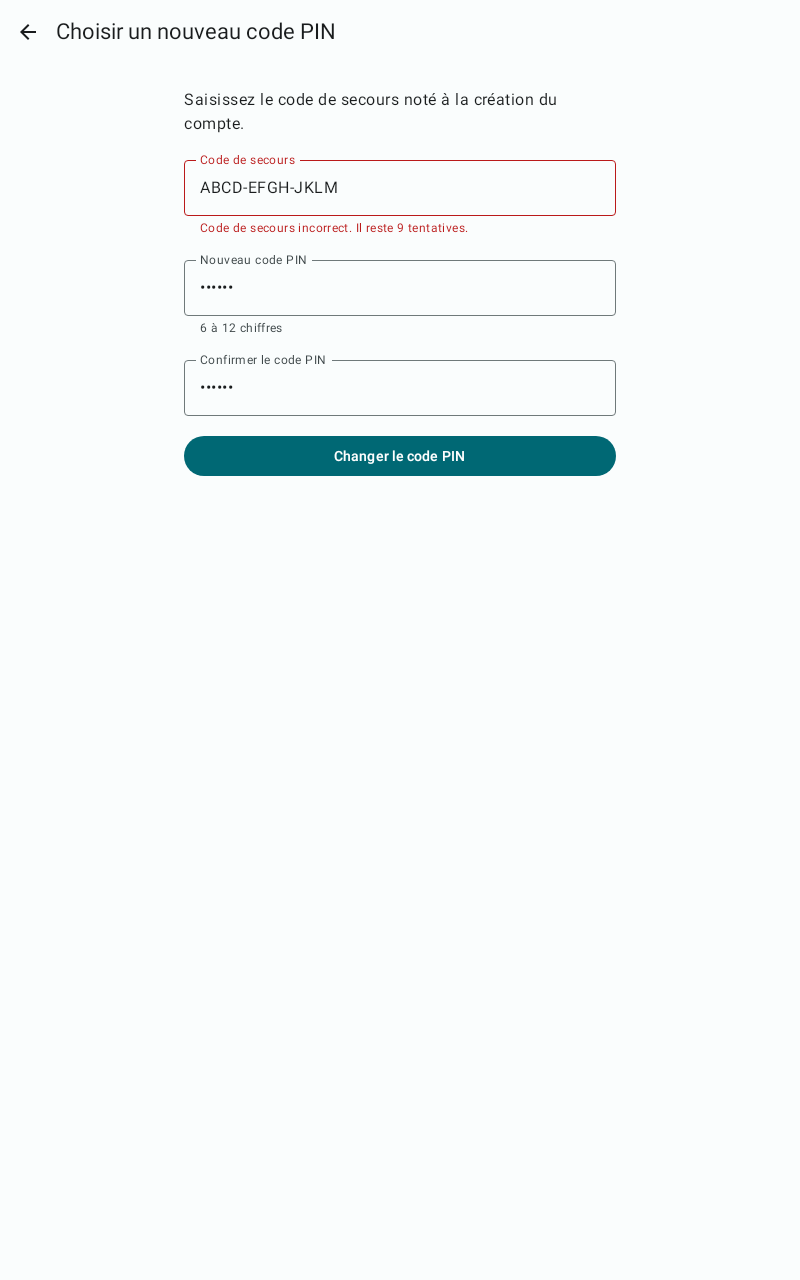 Choisir un nouveau code PIN
Saisissez le code de secours noté à la création du
compte.
Code de secours
ABCD-EFGH-JKLM
Code de secours incorrect. Il reste 9 tentatives.
Nouveau code PIN
••••••
6 à 12 chiffres
Confirmer le code PIN
••••••
Changer le code PIN